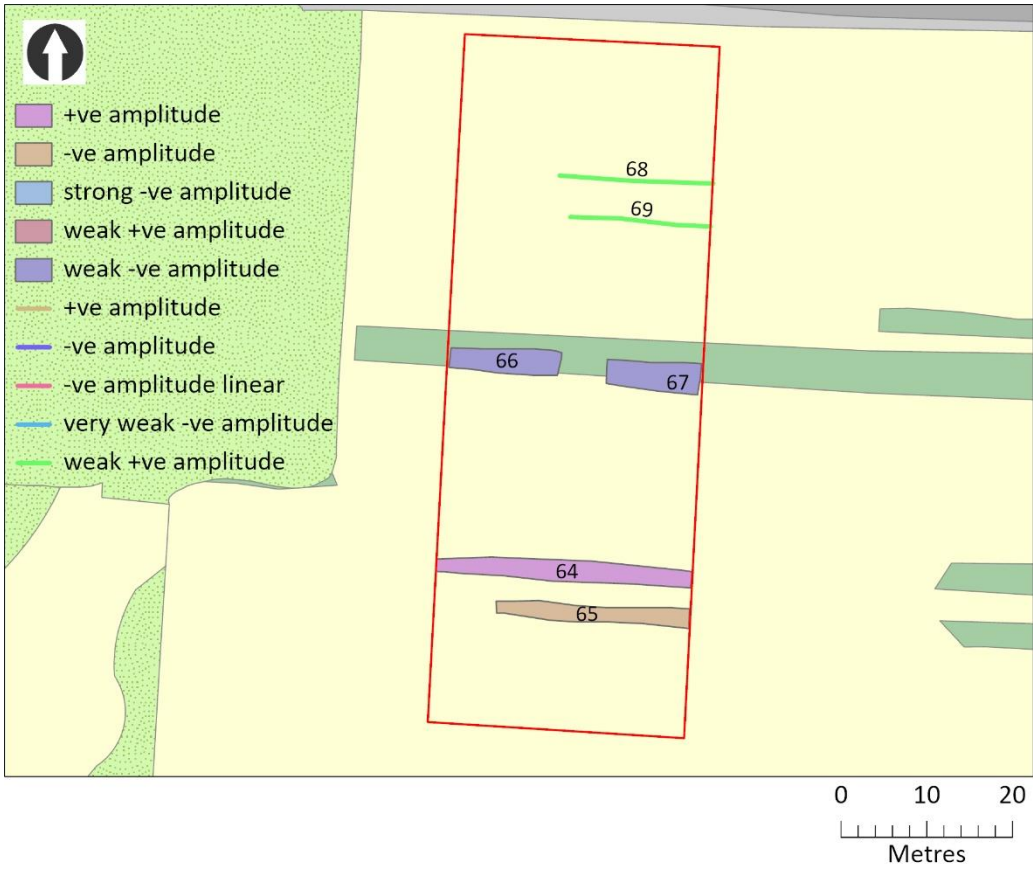 +ve amplitude
-ve amplitude
strong -ve amplitude
weak +ve amplitude
weak -ve amplitude
+ve amplitude
-ve amplitude
-ve amplitude linear
very weak -ve amplitude
weak +ve amplitude
68
69
66
67
64
65
0 10 20
Metres